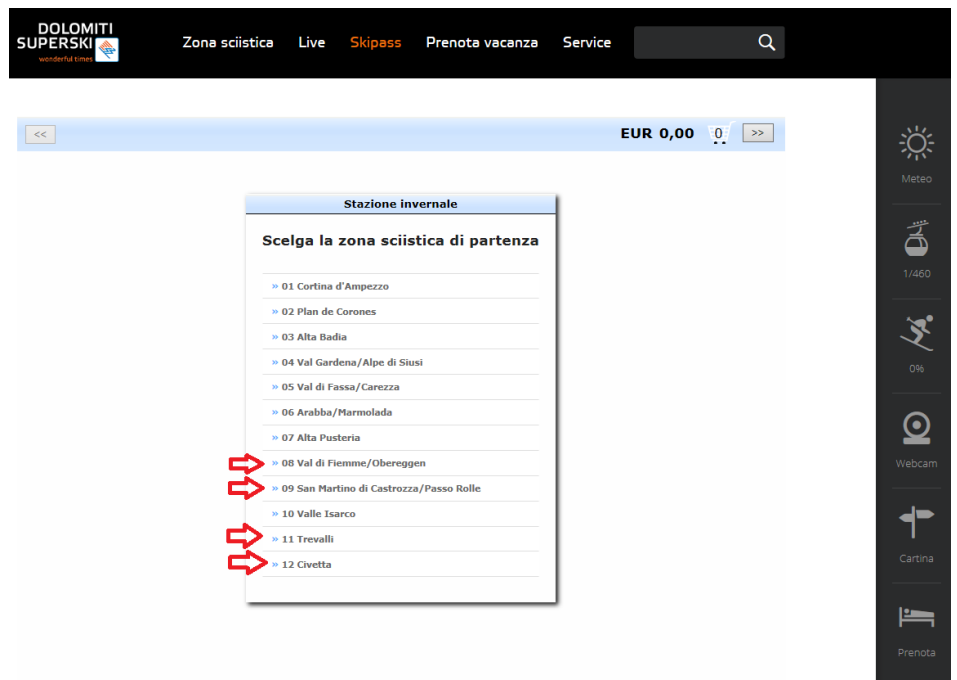 DOLOMITI
SUPERSKI
wonderful times
Zona sciistica Live Skipass Prenota vacanza Service
<< EUR 0,00 0 >>
Meteo
1/460
0%
Webcam
Cartina
Prenota
Stazione invernale
Scelga la zona sciistica di partenza
» 01 Cortina d'Ampezzo
» 02 Plan de Corones
» 03 Alta Badia
» 04 Val Gardena/Alpe di Siusi
» 05 Val di Fassa/Carezza
» 06 Arabba/Marmolada
» 07 Alta Pusteria
» 08 Val di Fiemme/Obereggen
» 09 San Martino di Castrozza/Passo Rolle
» 10 Valle Isarco
» 11 Trevalli
» 12 Civetta